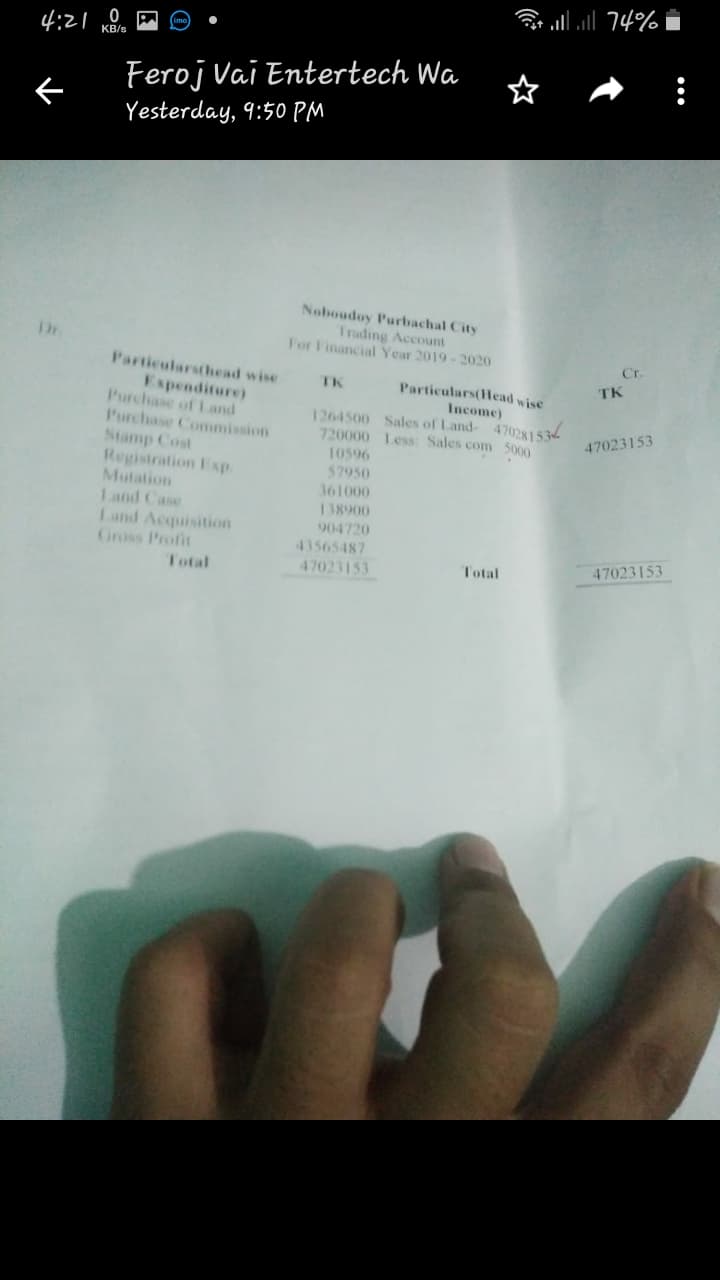 4:21 0 KB/s imo 74%
Feroj Vai Entertech Wa
Yesterday, 9:50 PM
Noboudoy Purbachal City
Trading Account
For Financial Year 2019 - 2020
Dr. Cr.
Particulars(head wise Expenditure) TK Particulars(Head wise Income) TK
Purchase of Land 1264500 Sales of Land- 47028153
Purchase Commission 720000 Less: Sales com 5000 47023153
Stamp Cost 10596
Registration Exp. 57950
Mutation 361000
Land Case 138900
Land Acquisition 904720
Gross Profit 43565487
Total 47023153 Total 47023153